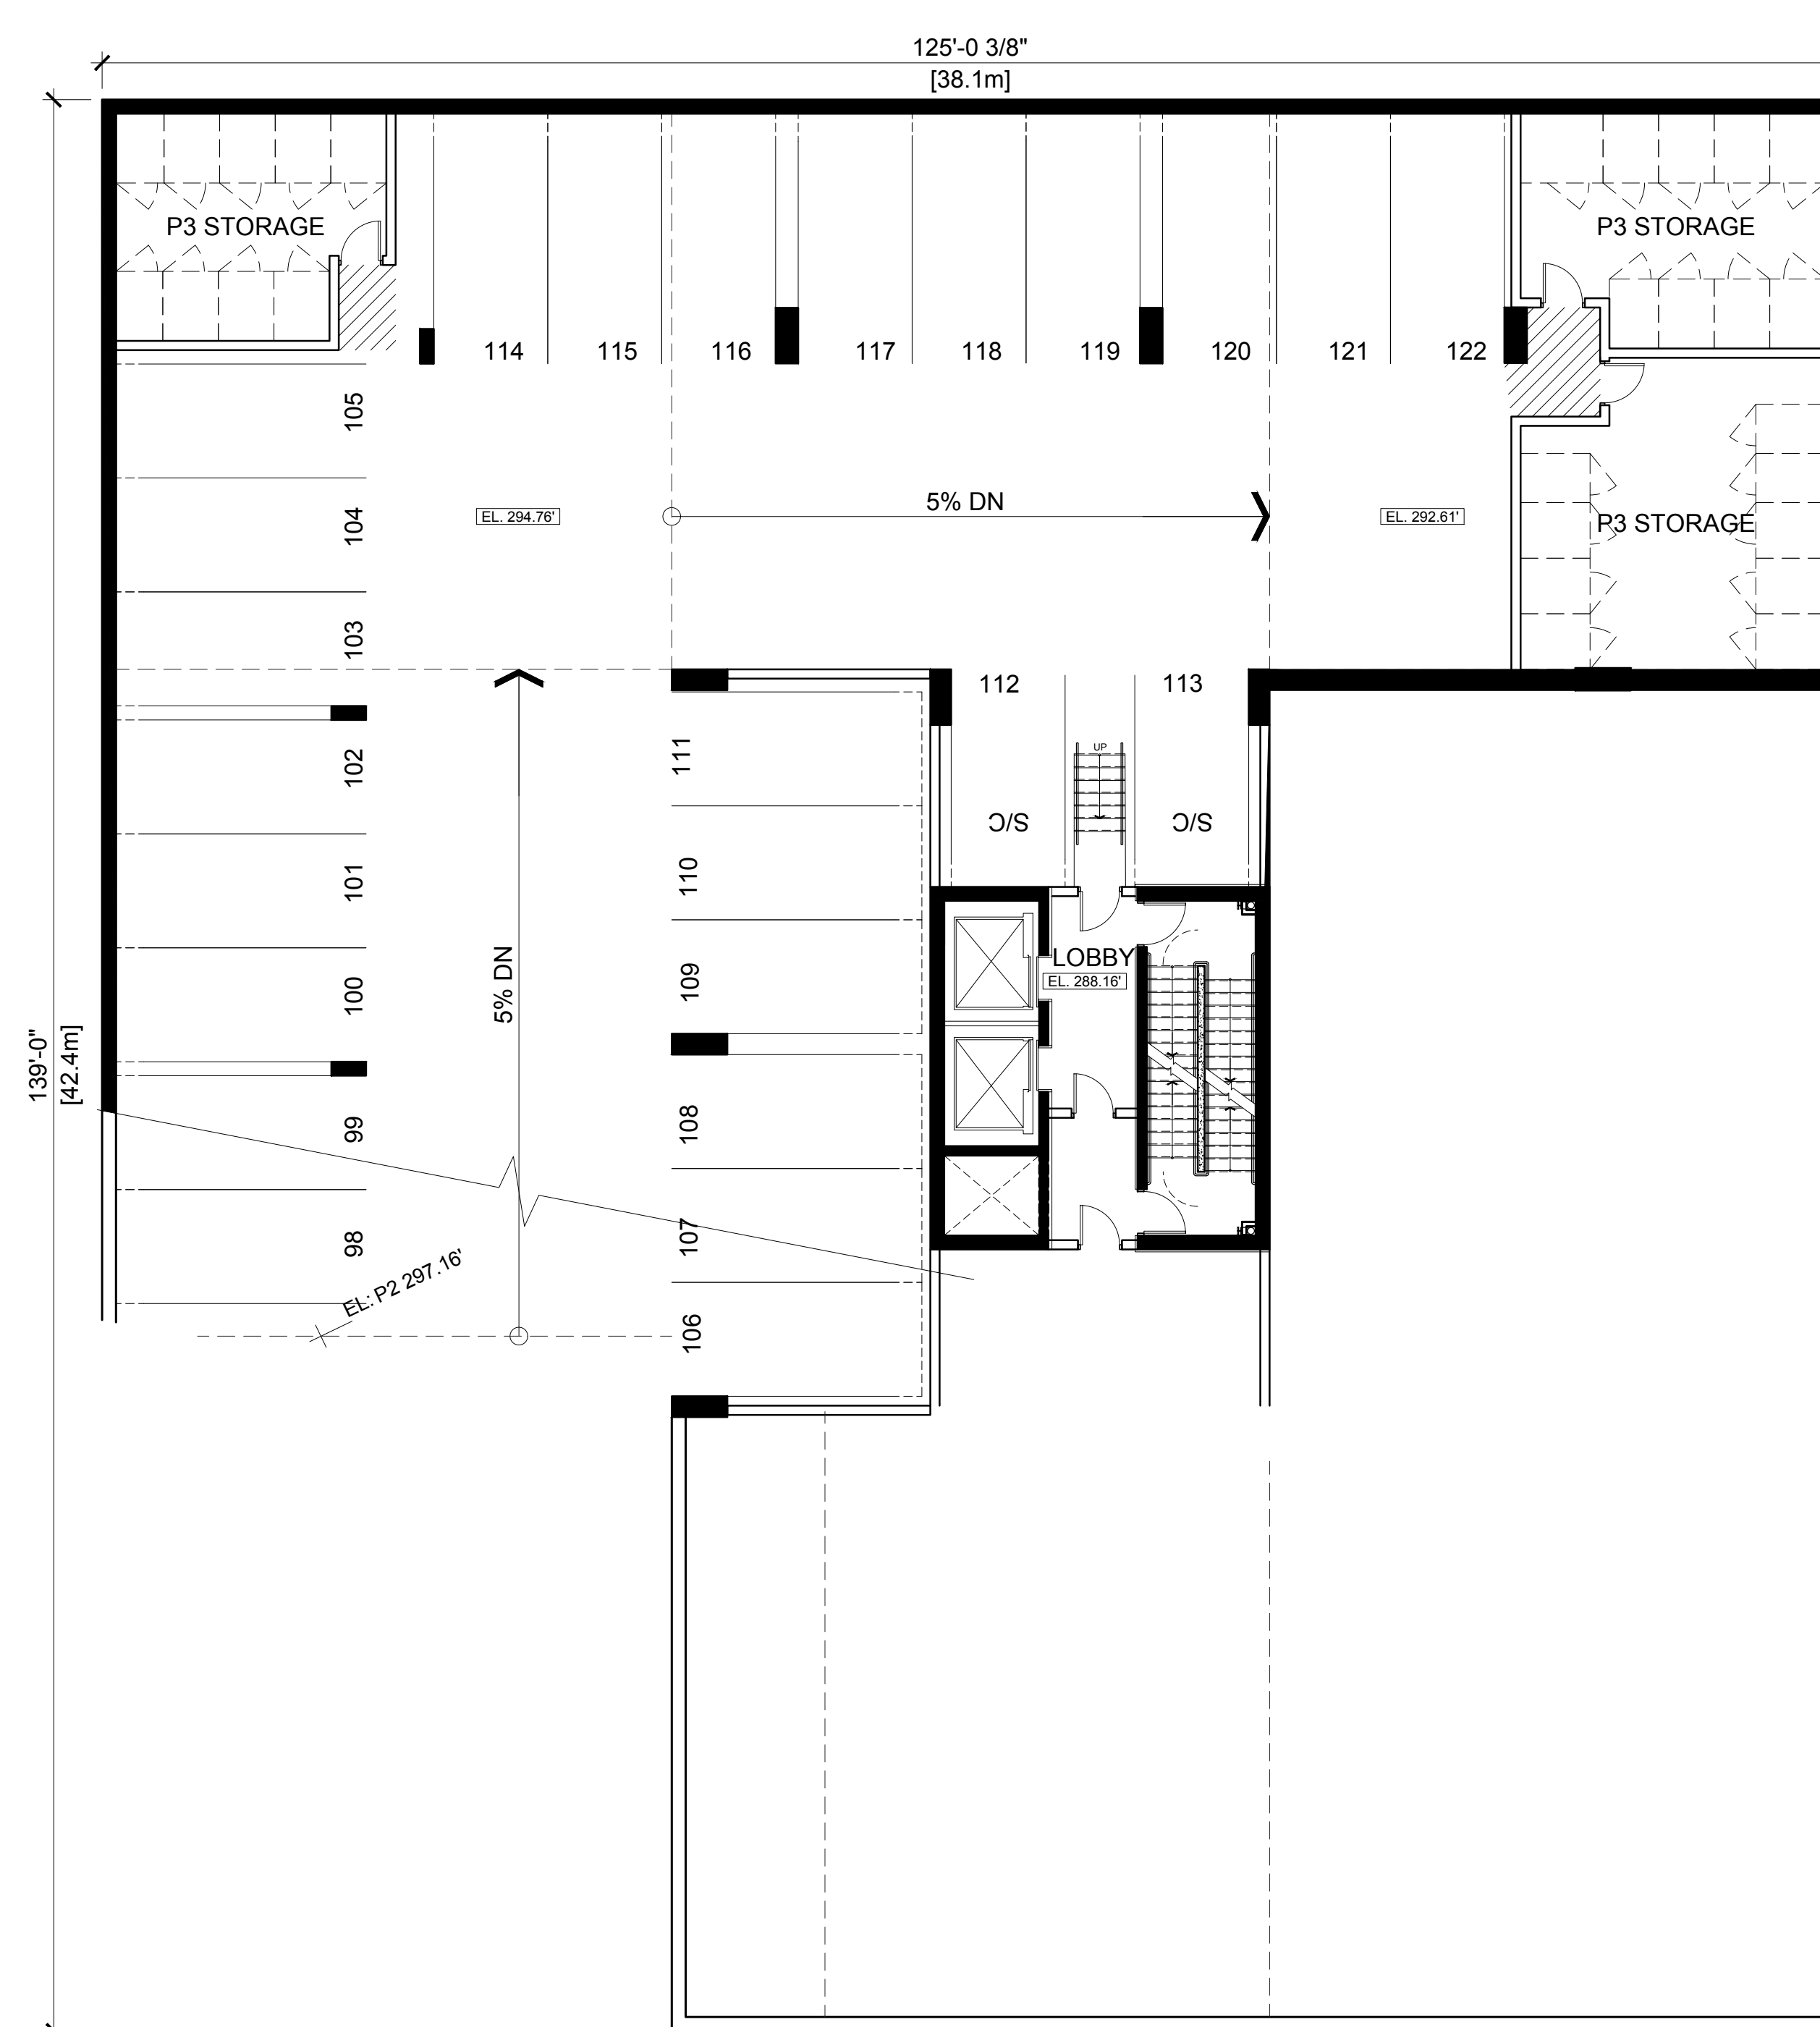 125'-0 3/8"
[38.1m]
P3 STORAGE
P3 STORAGE
114
115
116
117
118
119
120
121
122
105
104
103
102
101
100
99
98
EL. 294.76'
5% DN
EL. 292.61'
P3 STORAGE
112
113
UP
C/S
C/S
111
110
109
108
107
106
5% DN
LOBBY
EL. 288.16'
139'-0"
[42.4m]
EL: P2 297.16'